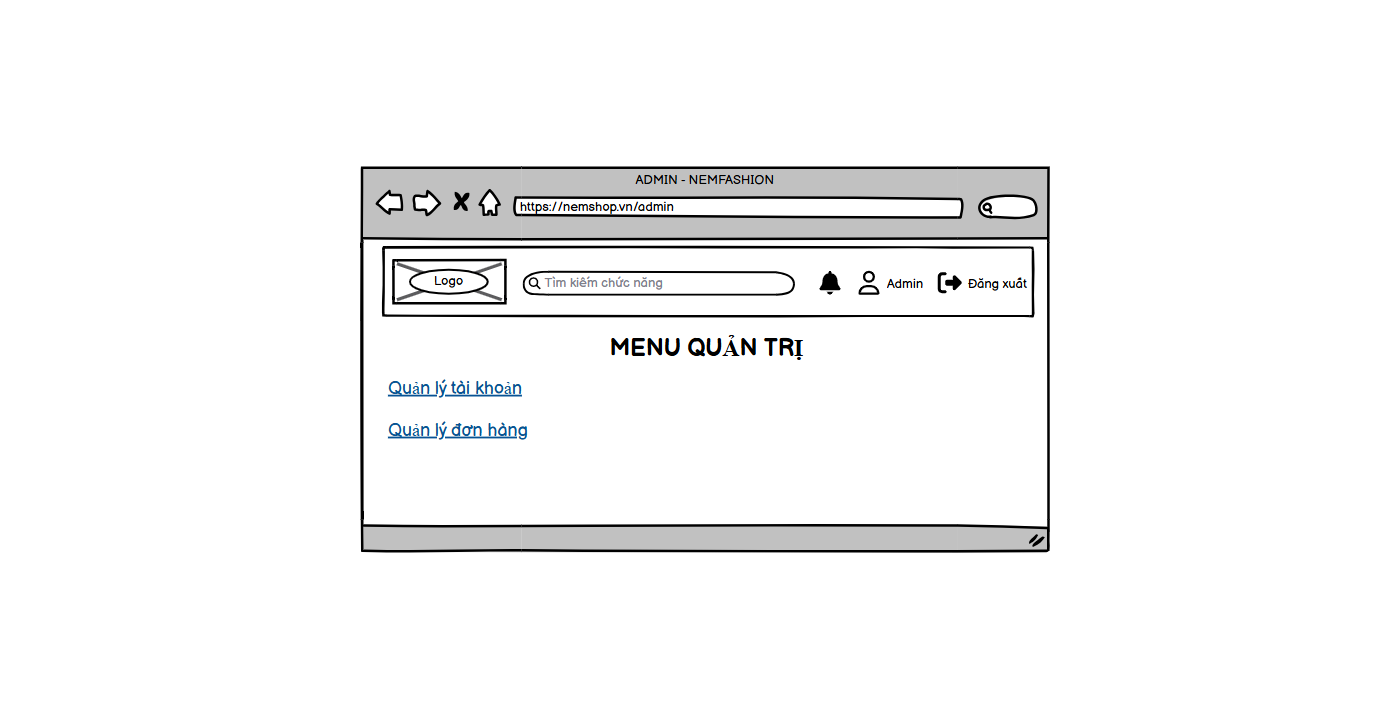 ADMIN - NEMFASHION
https://nemshop.vn/admin
Logo
Tìm kiếm chức năng
Admin
Đăng xuất
MENU QUẢN TRỊ
Quản lý tài khoản
Quản lý đơn hàng